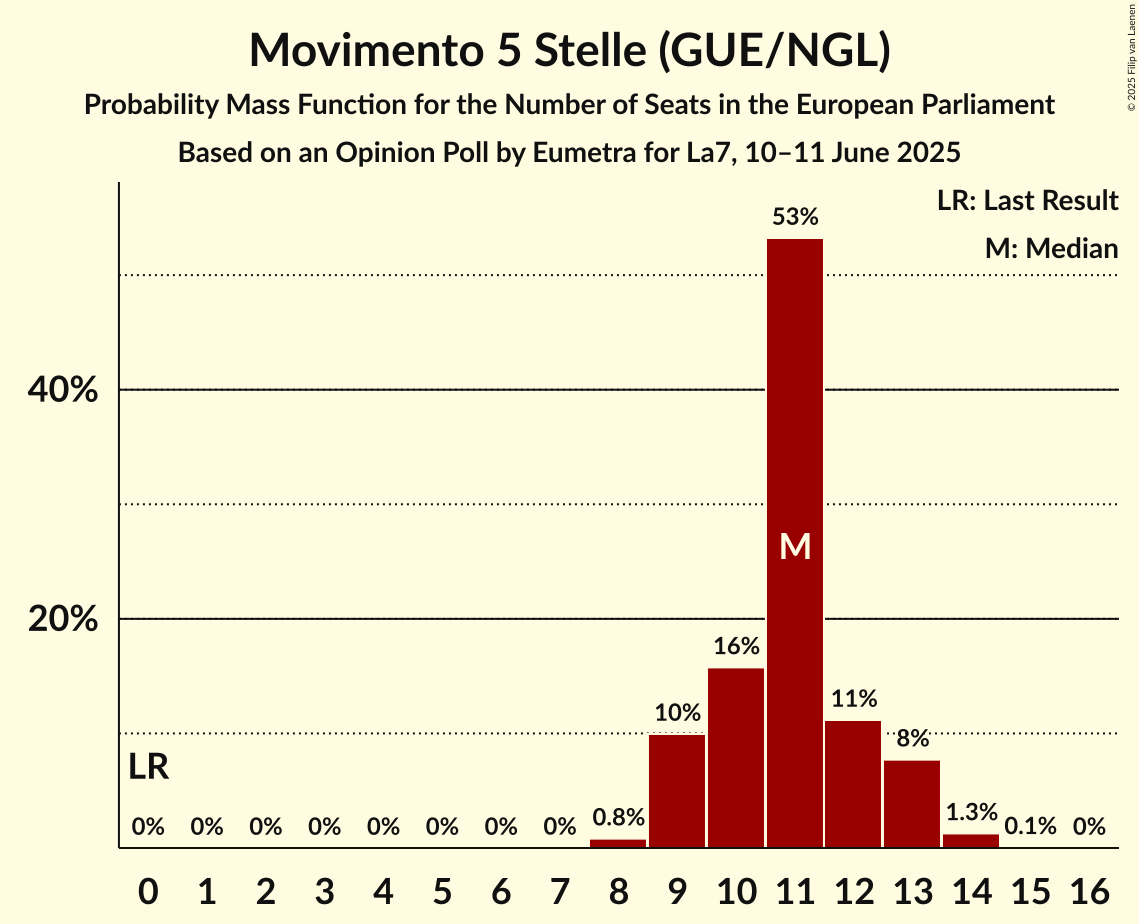 Movimento 5 Stelle (GUE/NGL)
Probability Mass Function for the Number of Seats in the European Parliament
Based on an Opinion Poll by Eumetra for La7, 10–11 June 2025
© 2025 Filip van Laenen
LR: Last Result
M: Median
53%
40%
M
20%
16%
10%
11%
8%
LR
0% 0% 0% 0% 0% 0% 0% 0% 0.8% 1.3% 0.1% 0%
0 1 2 3 4 5 6 7 8 9 10 11 12 13 14 15 16